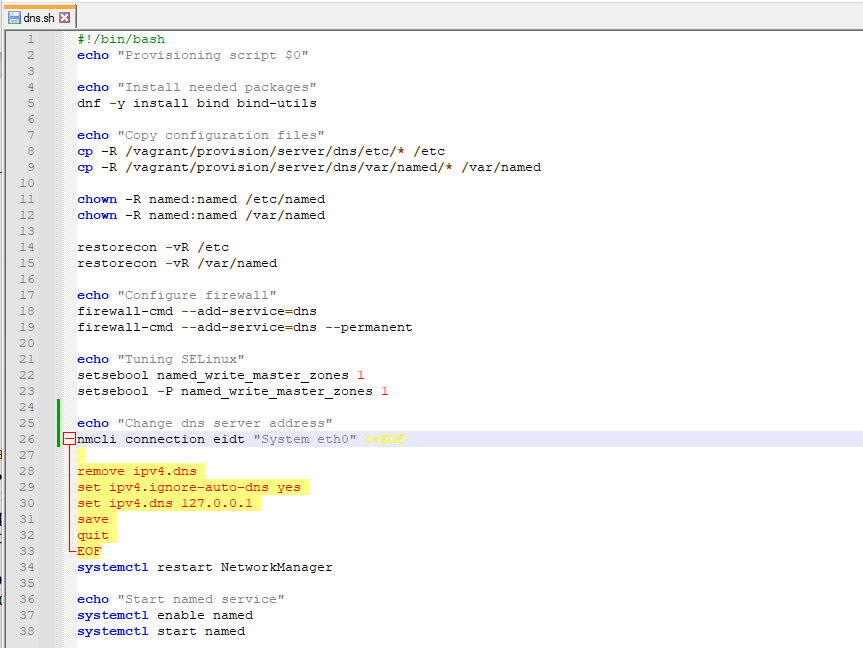 dns.sh
1 #!/bin/bash
2 echo "Provisioning script $0"
3
4 echo "Install needed packages"
5 dnf -y install bind bind-utils
6
7 echo "Copy configuration files"
8 cp -R /vagrant/provision/server/dns/etc/* /etc
9 cp -R /vagrant/provision/server/dns/var/named/* /var/named
10
11 chown -R named:named /etc/named
12 chown -R named:named /var/named
13
14 restorecon -vR /etc
15 restorecon -vR /var/named
16
17 echo "Configure firewall"
18 firewall-cmd --add-service=dns
19 firewall-cmd --add-service=dns --permanent
20
21 echo "Tuning SELinux"
22 setsebool named_write_master_zones 1
23 setsebool -P named_write_master_zones 1
24
25 echo "Change dns server address"
26 nmcli connection eidt "System eth0" <<EOF
27
28 remove ipv4.dns
29 set ipv4.ignore-auto-dns yes
30 set ipv4.dns 127.0.0.1
31 save
32 quit
33 EOF
34 systemctl restart NetworkManager
35
36 echo "Start named service"
37 systemctl enable named
38 systemctl start named